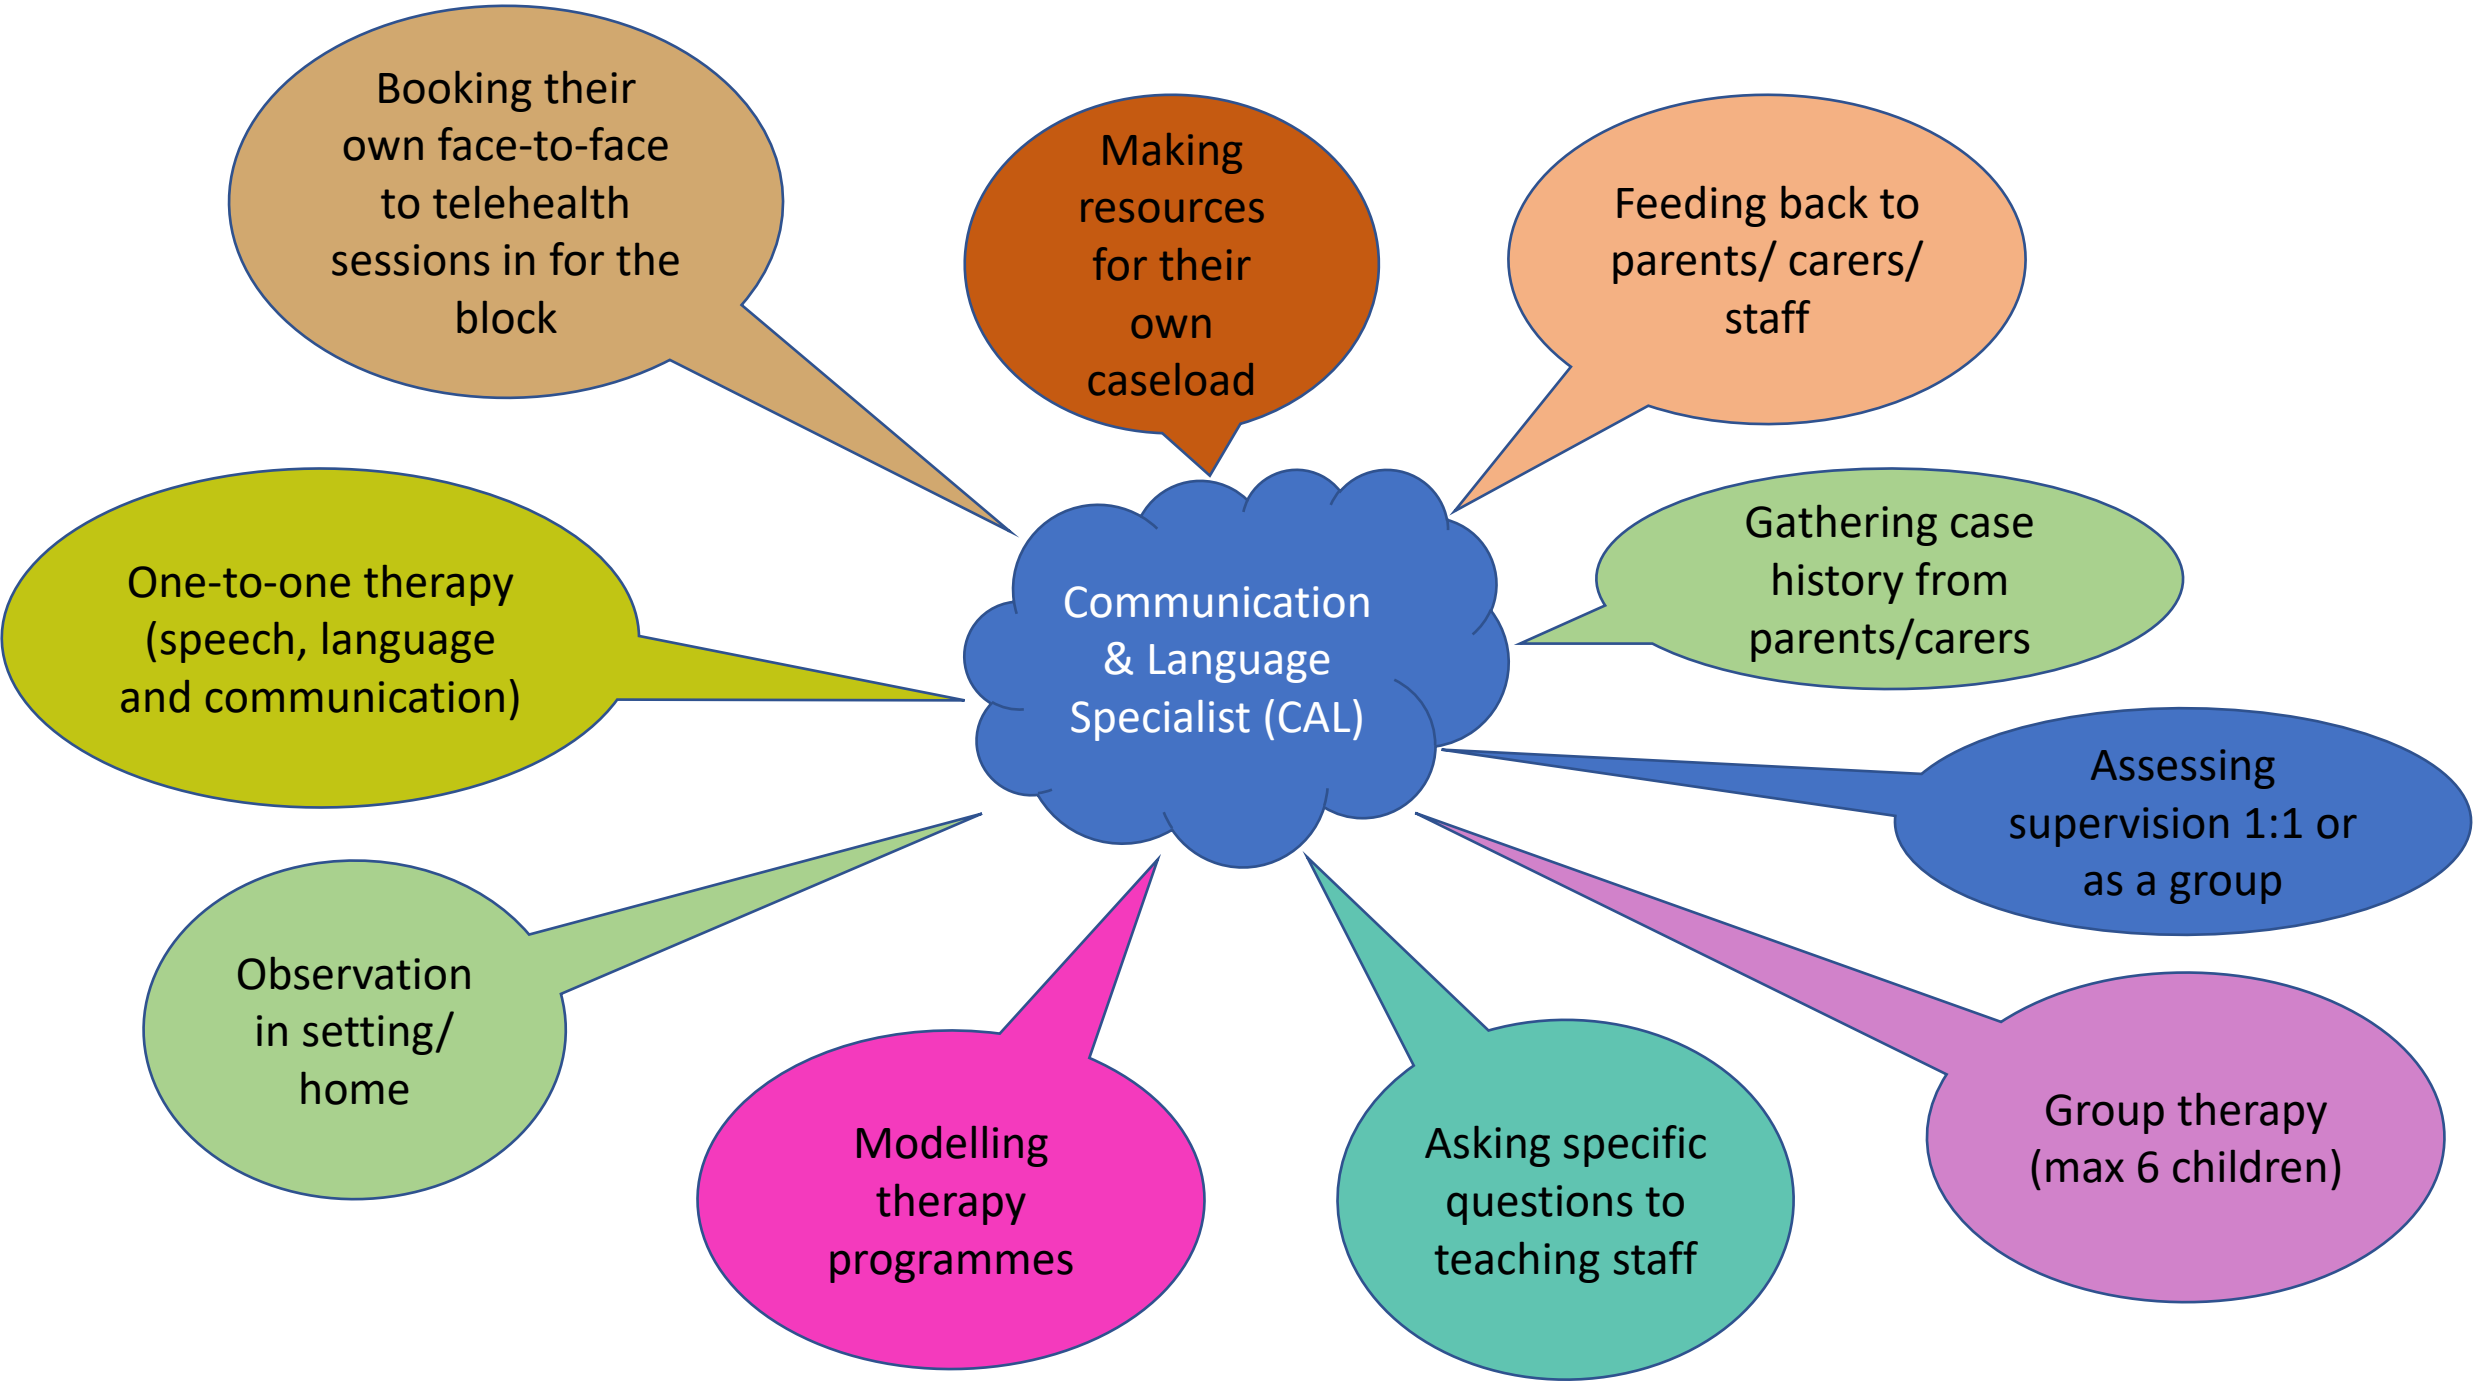 Booking their
own face-to-face
to telehealth
sessions in for the
block
Making
resources
for their
own
caseload
Feeding back to
parents/ carers/
staff
Gathering case
history from
parents/carers
One-to-one therapy
(speech, language
and communication)
Communication
& Language
Specialist (CAL)
Assessing
supervision 1:1 or
as a group
Observation
in setting/
home
Modelling
therapy
programmes
Asking specific
questions to
teaching staff
Group therapy
(max 6 children)